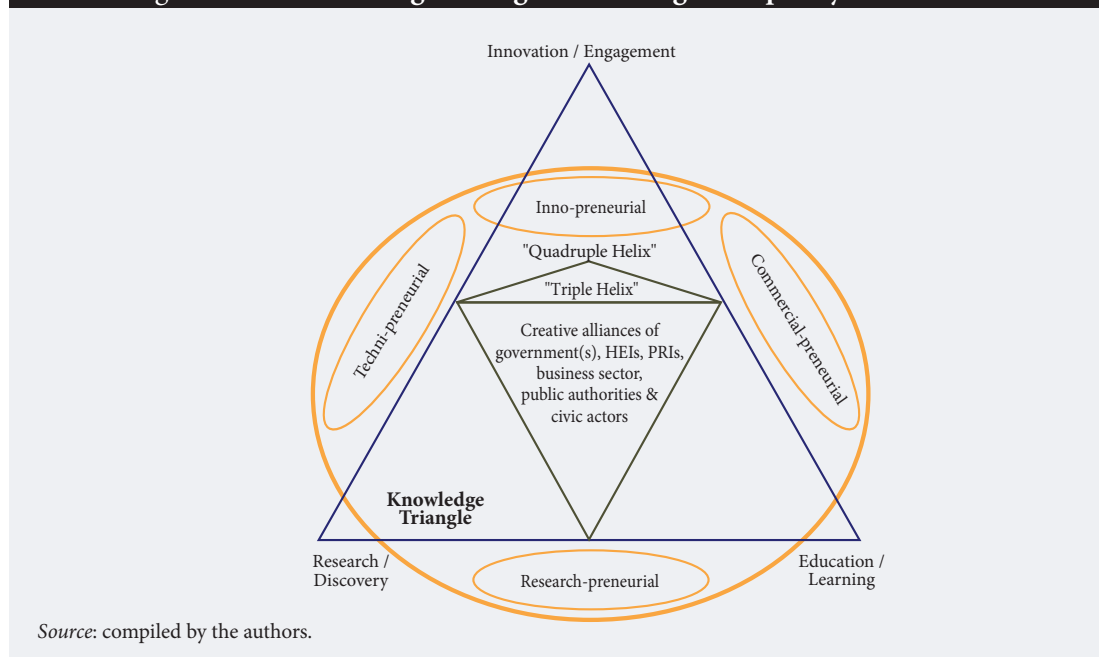 Innovation / Engagement
Inno-preneurial
"Quadruple Helix"
"Triple Helix"
Techni-preneurial
Commercial-preneurial
Creative alliances of
government(s), HEIs, PRIs,
business sector,
public authorities &
civic actors
Knowledge
Triangle
Research /
Discovery
Education /
Learning
Research-preneurial
Source: compiled by the authors.